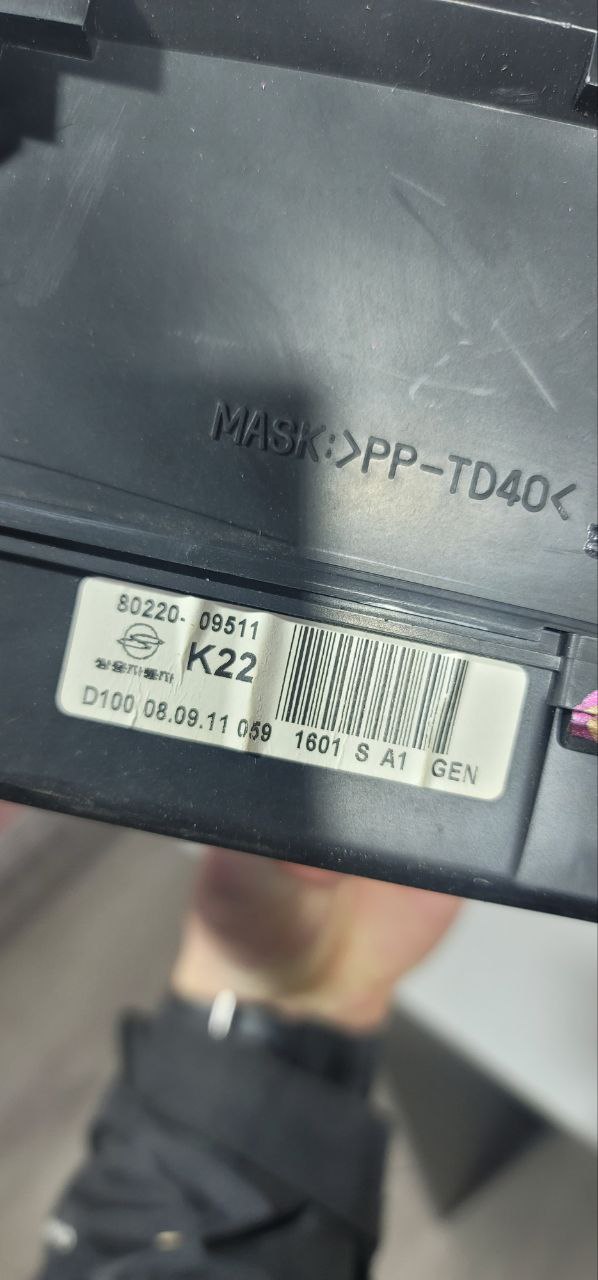 MASK:>PP-TD40<
80220- 09511
K22
D100 08.09.11 059 1601 S A1 GEN